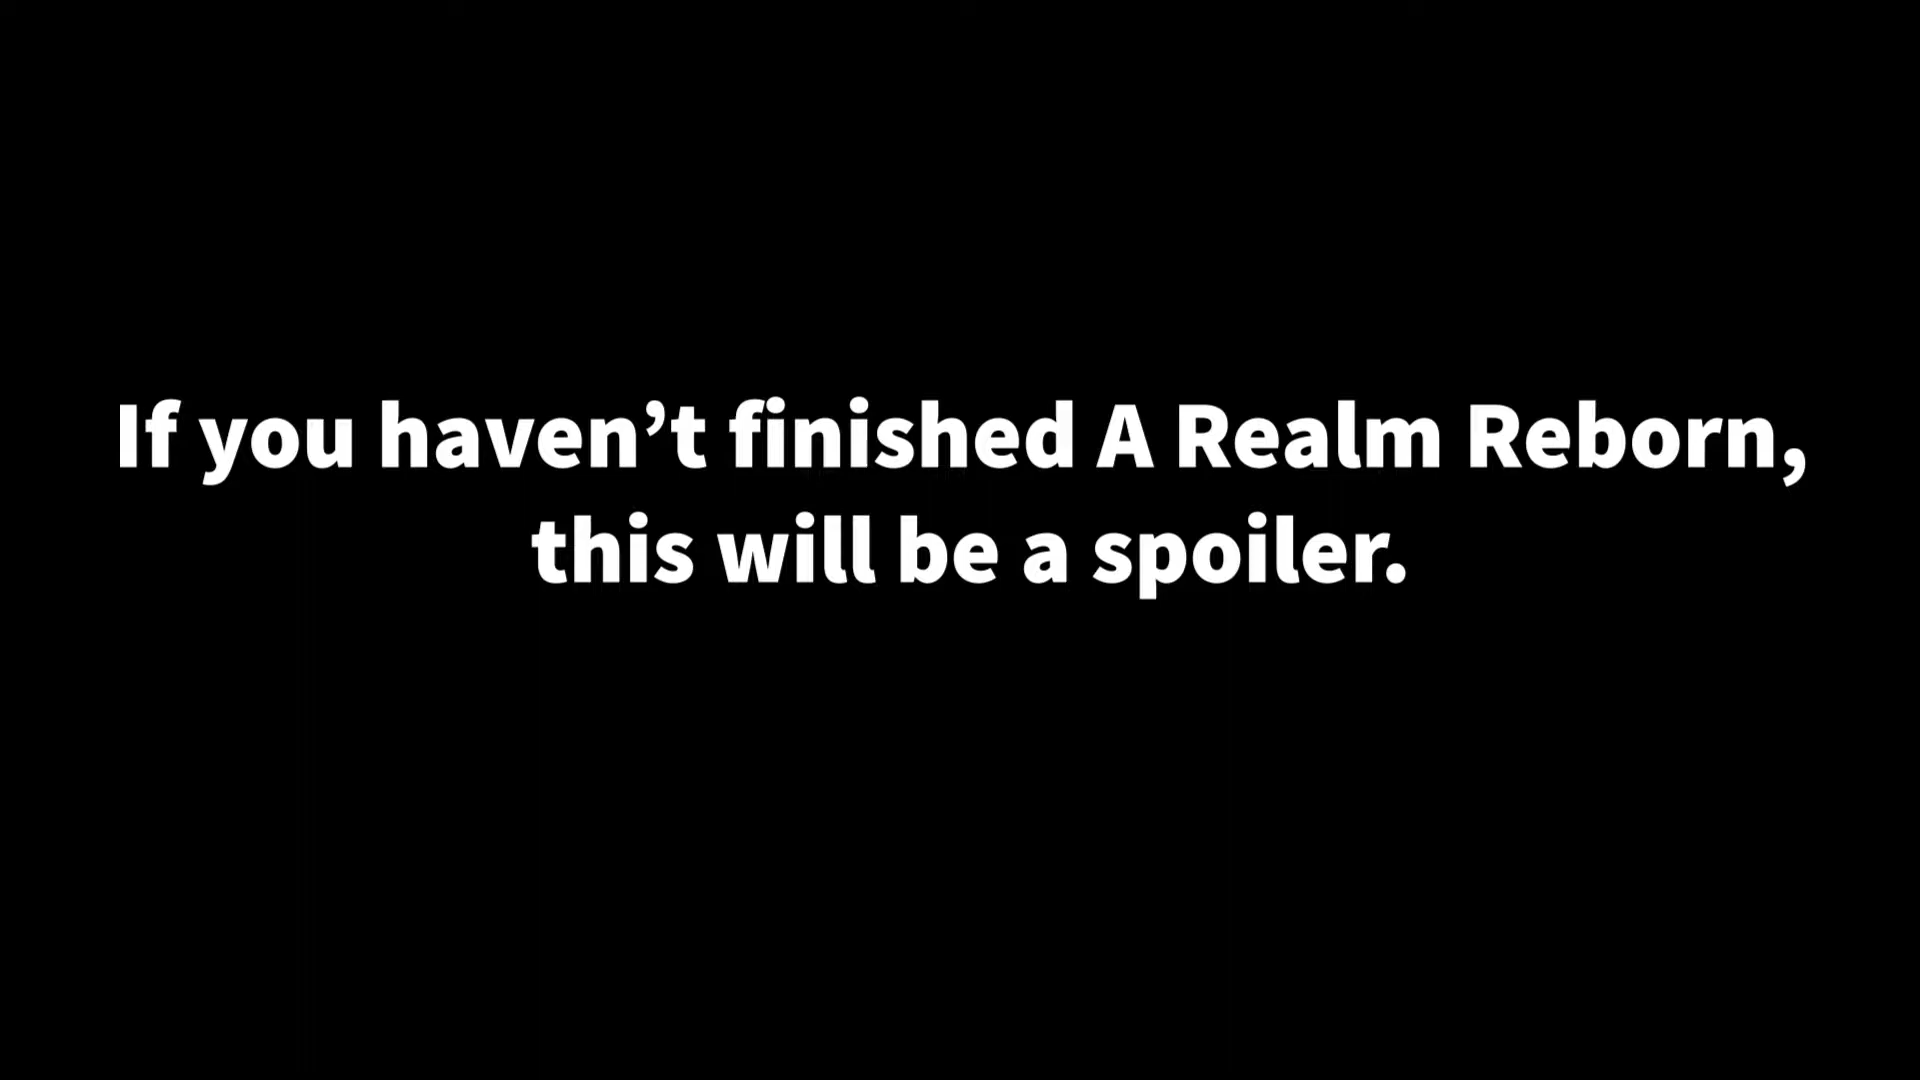 If you haven’t finished A Realm Reborn,
this will be a spoiler.